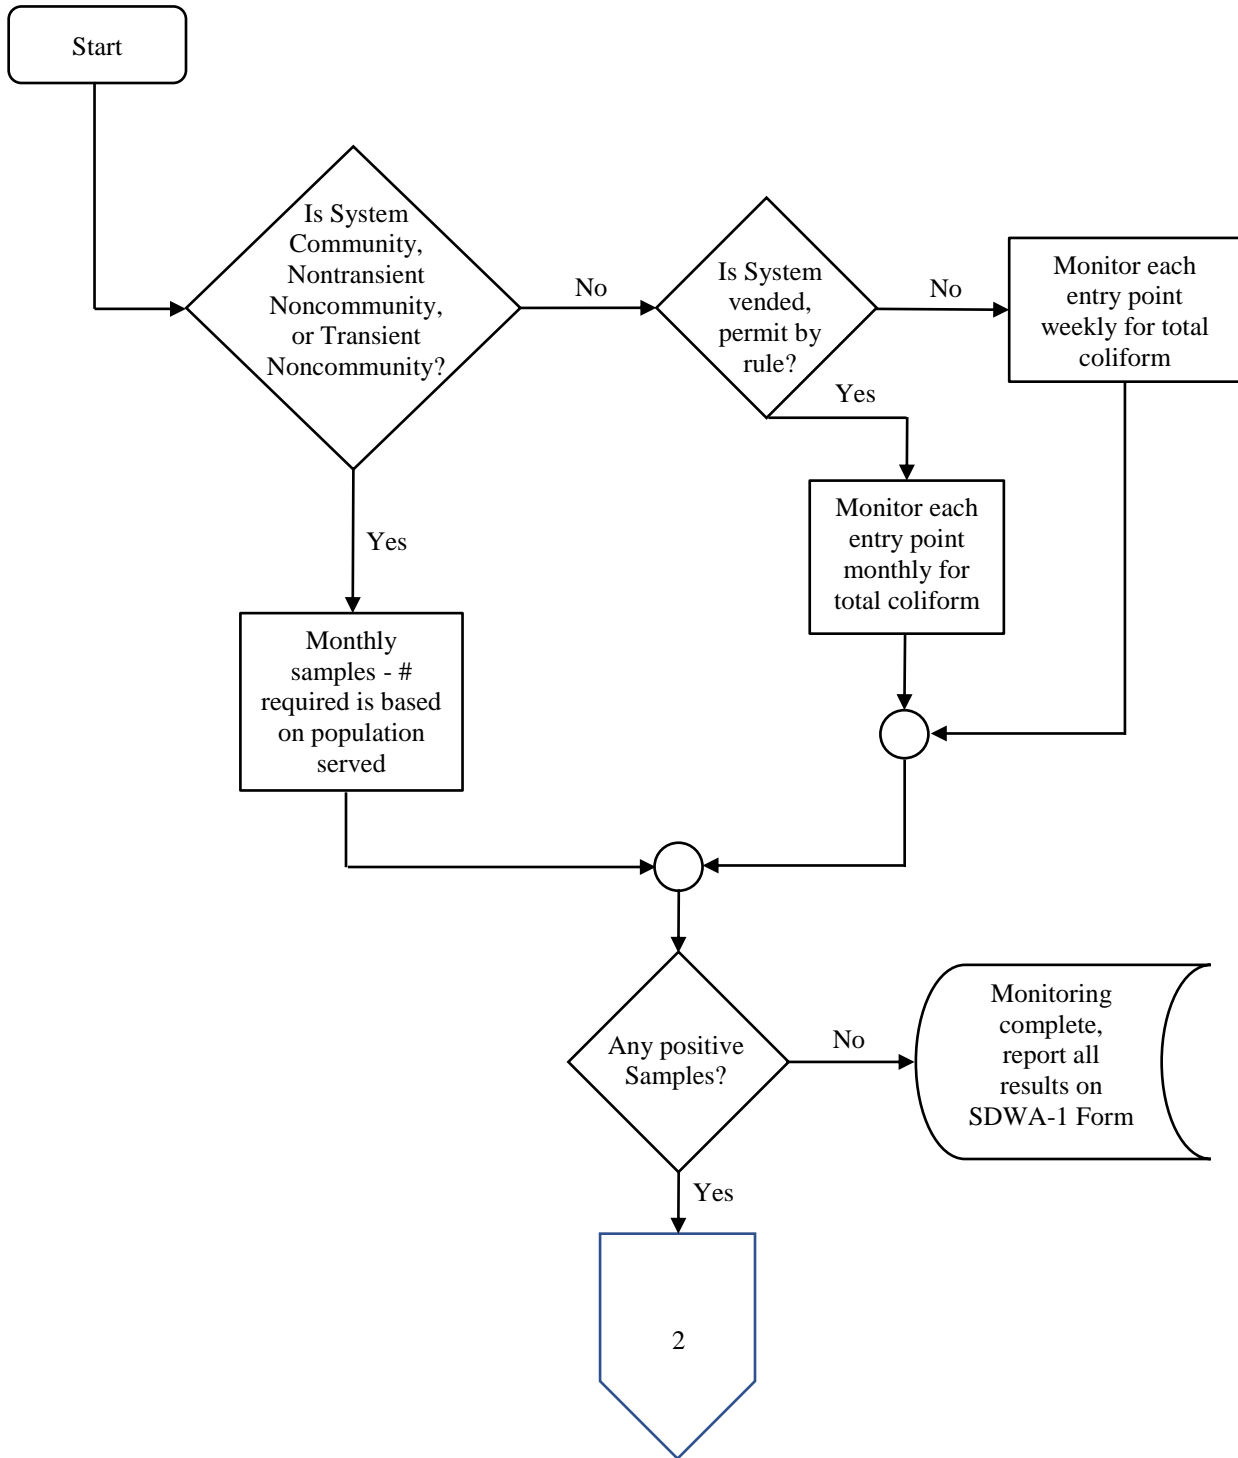 Start
Is System
Community,
Nontransient
Noncommunity,
or Transient
Noncommunity?
No
Is System
vended,
permit by
rule?
No
Monitor each
entry point
weekly for total
coliform
Yes
Monitor each
entry point
monthly for
total coliform
Yes
Monthly
samples - #
required is based
on population
served
Any positive
Samples?
No
Monitoring
complete,
report all
results on
SDWA-1 Form
Yes
2